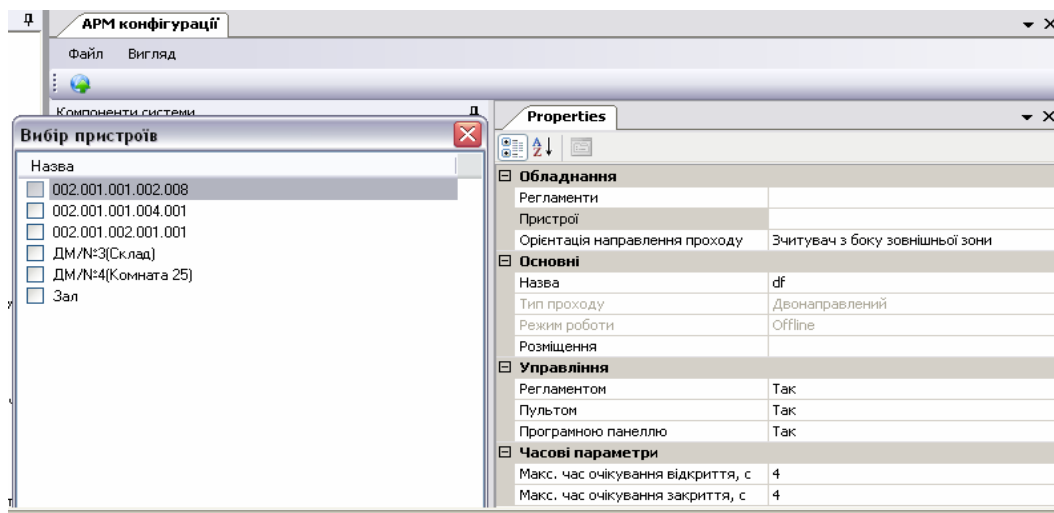 АРМ конфігурації
Файл Вигляд
Компоненти системи
Вибір пристроїв
Назва
002.001.001.002.008
002.001.001.004.001
002.001.002.001.001
ДМ/№3(Склад)
ДМ/№4(Комната 25)
Зал
Properties
Обладнання
Регламенти
Пристрої
Орієнтація направлення проходу Зчитувач з боку зовнішньої зони
Основні
Назва df
Тип проходу Двонаправлений
Режим роботи Offline
Розміщення
Управління
Регламентом Так
Пультом Так
Програмною панеллю Так
Часові параметри
Макс. час очікування відкриття, с 4
Макс. час очікування закриття, с 4